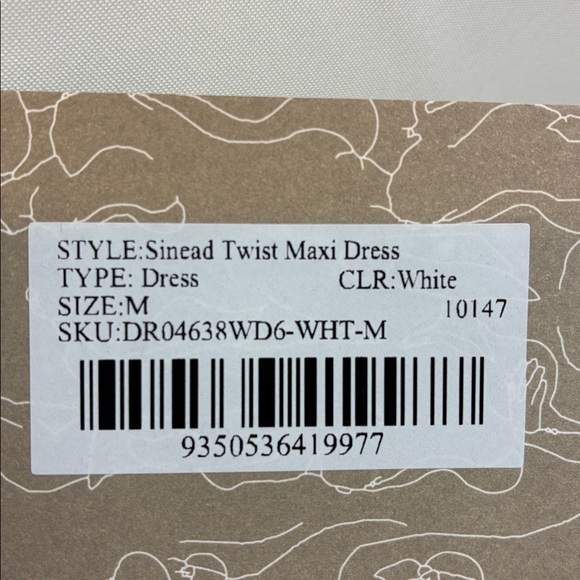 STYLE:Sinead Twist Maxi Dress
TYPE: Dress CLR:White
SIZE:M 10147
SKU:DR04638WD6-WHT-M
9350536419977